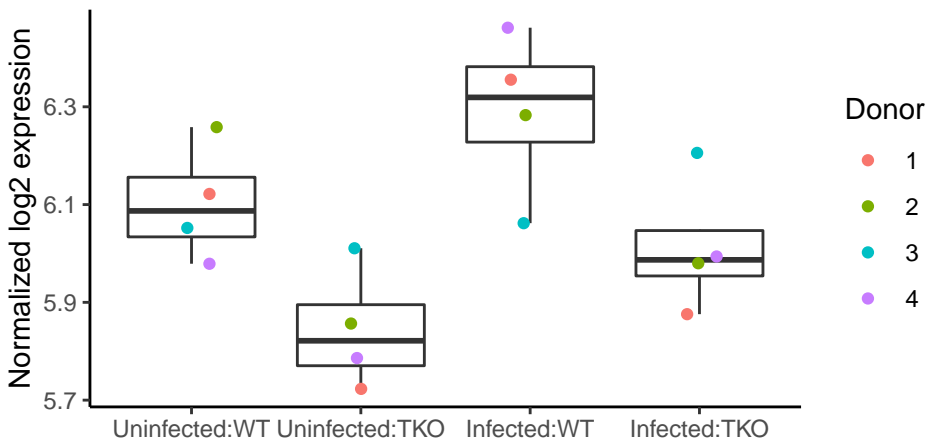 Normalized log2 expression
6.3
6.1
5.9
5.7
Uninfected:WT
Uninfected:TKO
Infected:WT
Infected:TKO
Donor
1
2
3
4